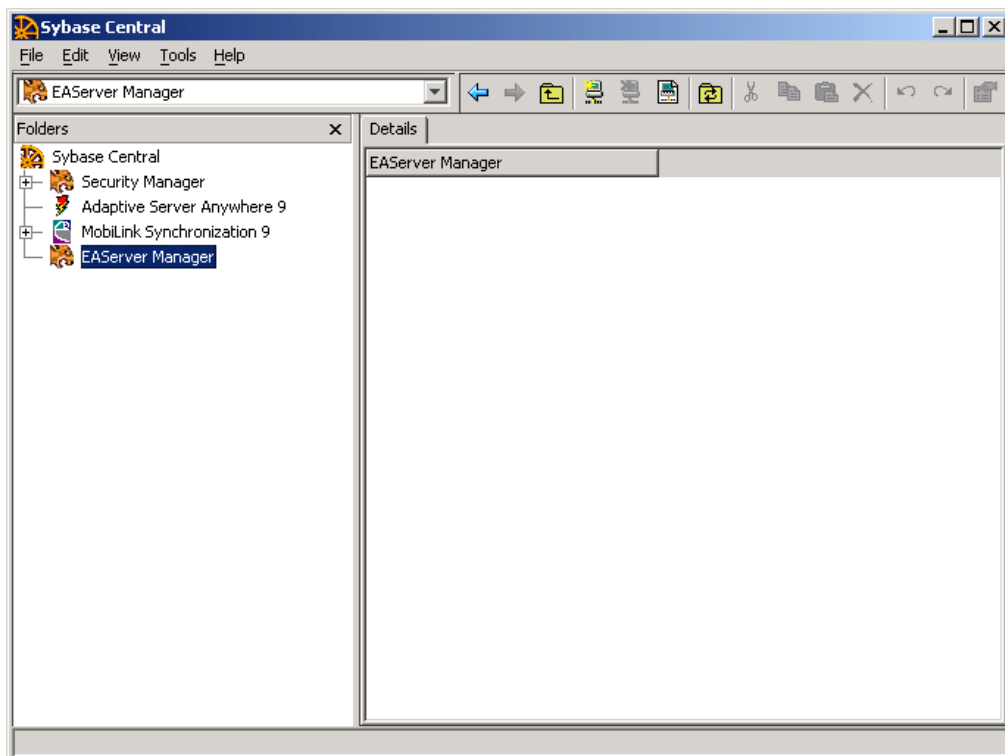 Sybase Central
File Edit View Tools Help
EAServer Manager
Folders
Details
Sybase Central
EAServer Manager
Security Manager
Adaptive Server Anywhere 9
MobiLink Synchronization 9
EAServer Manager